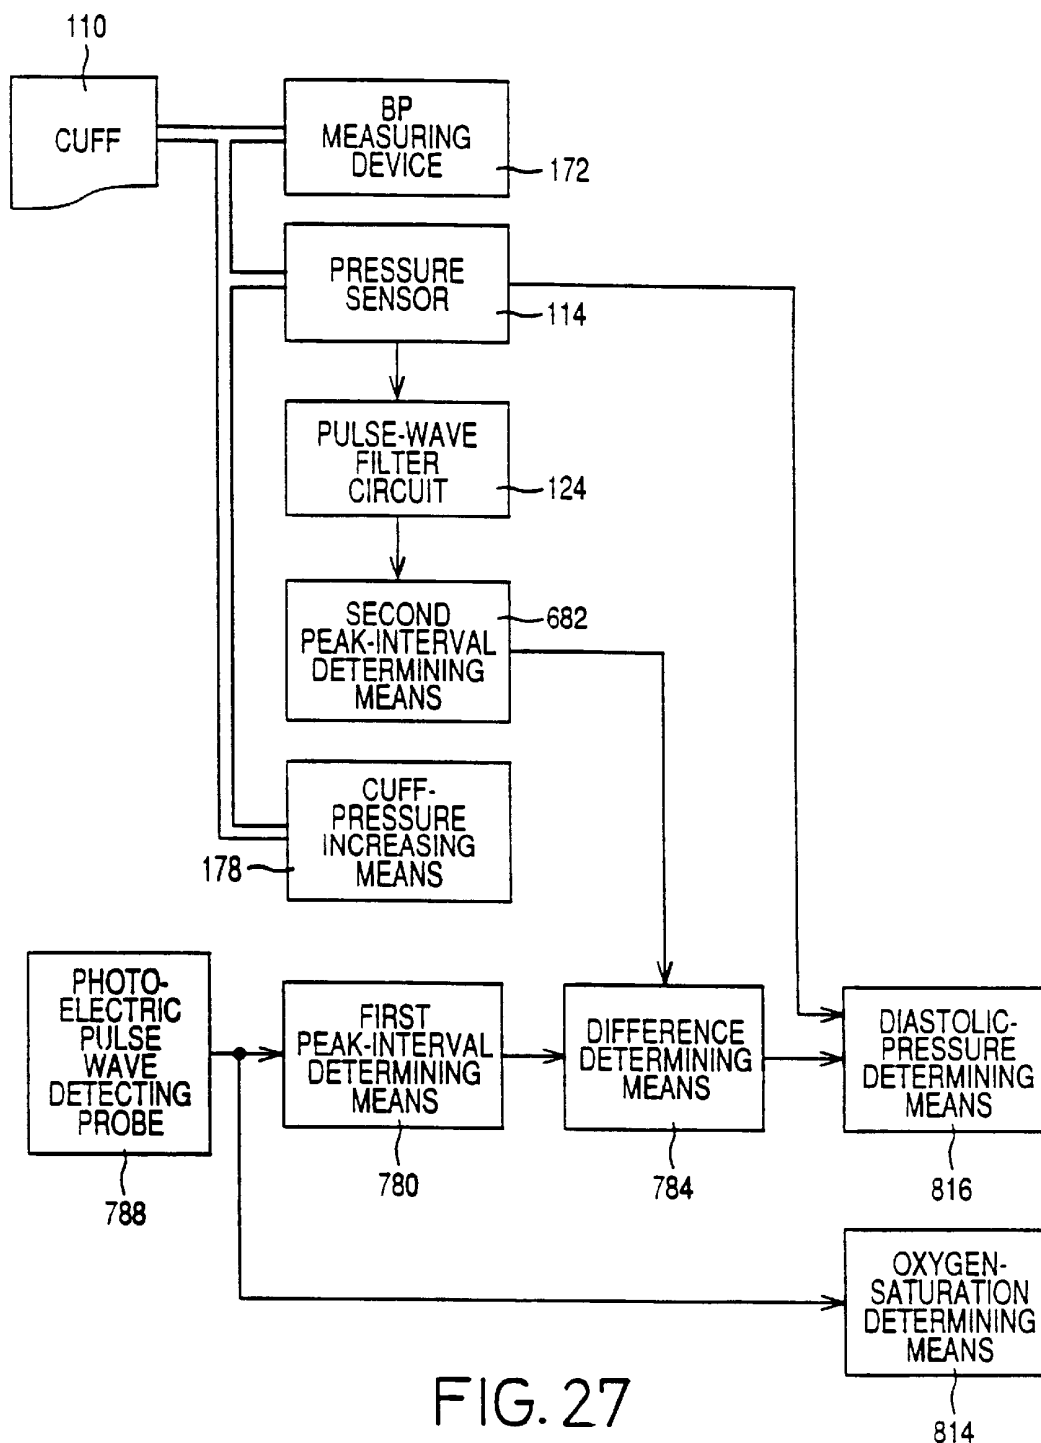 110
CUFF
BP
MEASURING
DEVICE
172
PRESSURE
SENSOR
114
PULSE-WAVE
FILTER
CIRCUIT
124
SECOND
PEAK-INTERVAL
DETERMINING
MEANS
682
CUFF-
PRESSURE
INCREASING
MEANS
178
PHOTO-
ELECTRIC
PULSE
WAVE
DETECTING
PROBE
788
FIRST
PEAK-INTERVAL
DETERMINING
MEANS
780
DIFFERENCE
DETERMINING
MEANS
784
DIASTOLIC-
PRESSURE
DETERMINING
MEANS
816
OXYGEN-
SATURATION
DETERMINING
MEANS
814
FIG. 27